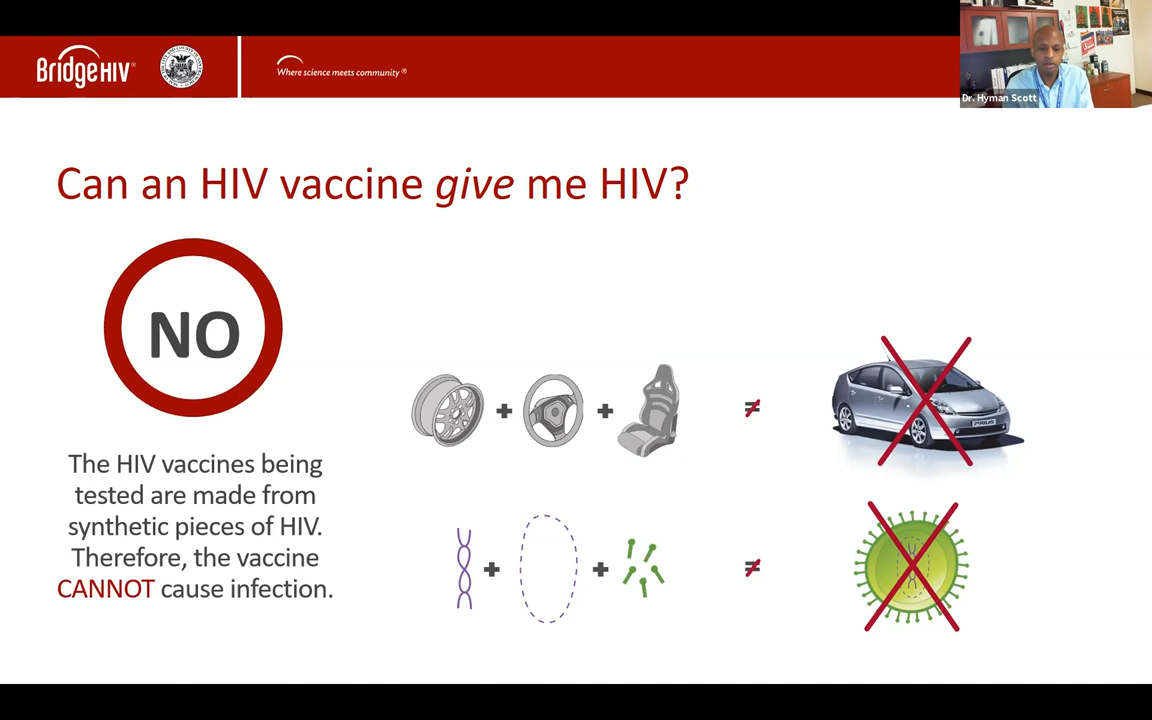 BridgeHIV®
Where science meets community®
Dr. Hyman Scott
Can an HIV vaccine give me HIV?
NO
The HIV vaccines being
tested are made from
synthetic pieces of HIV.
Therefore, the vaccine
CANNOT cause infection.
+ + ≠
PRIUS
+ + ≠